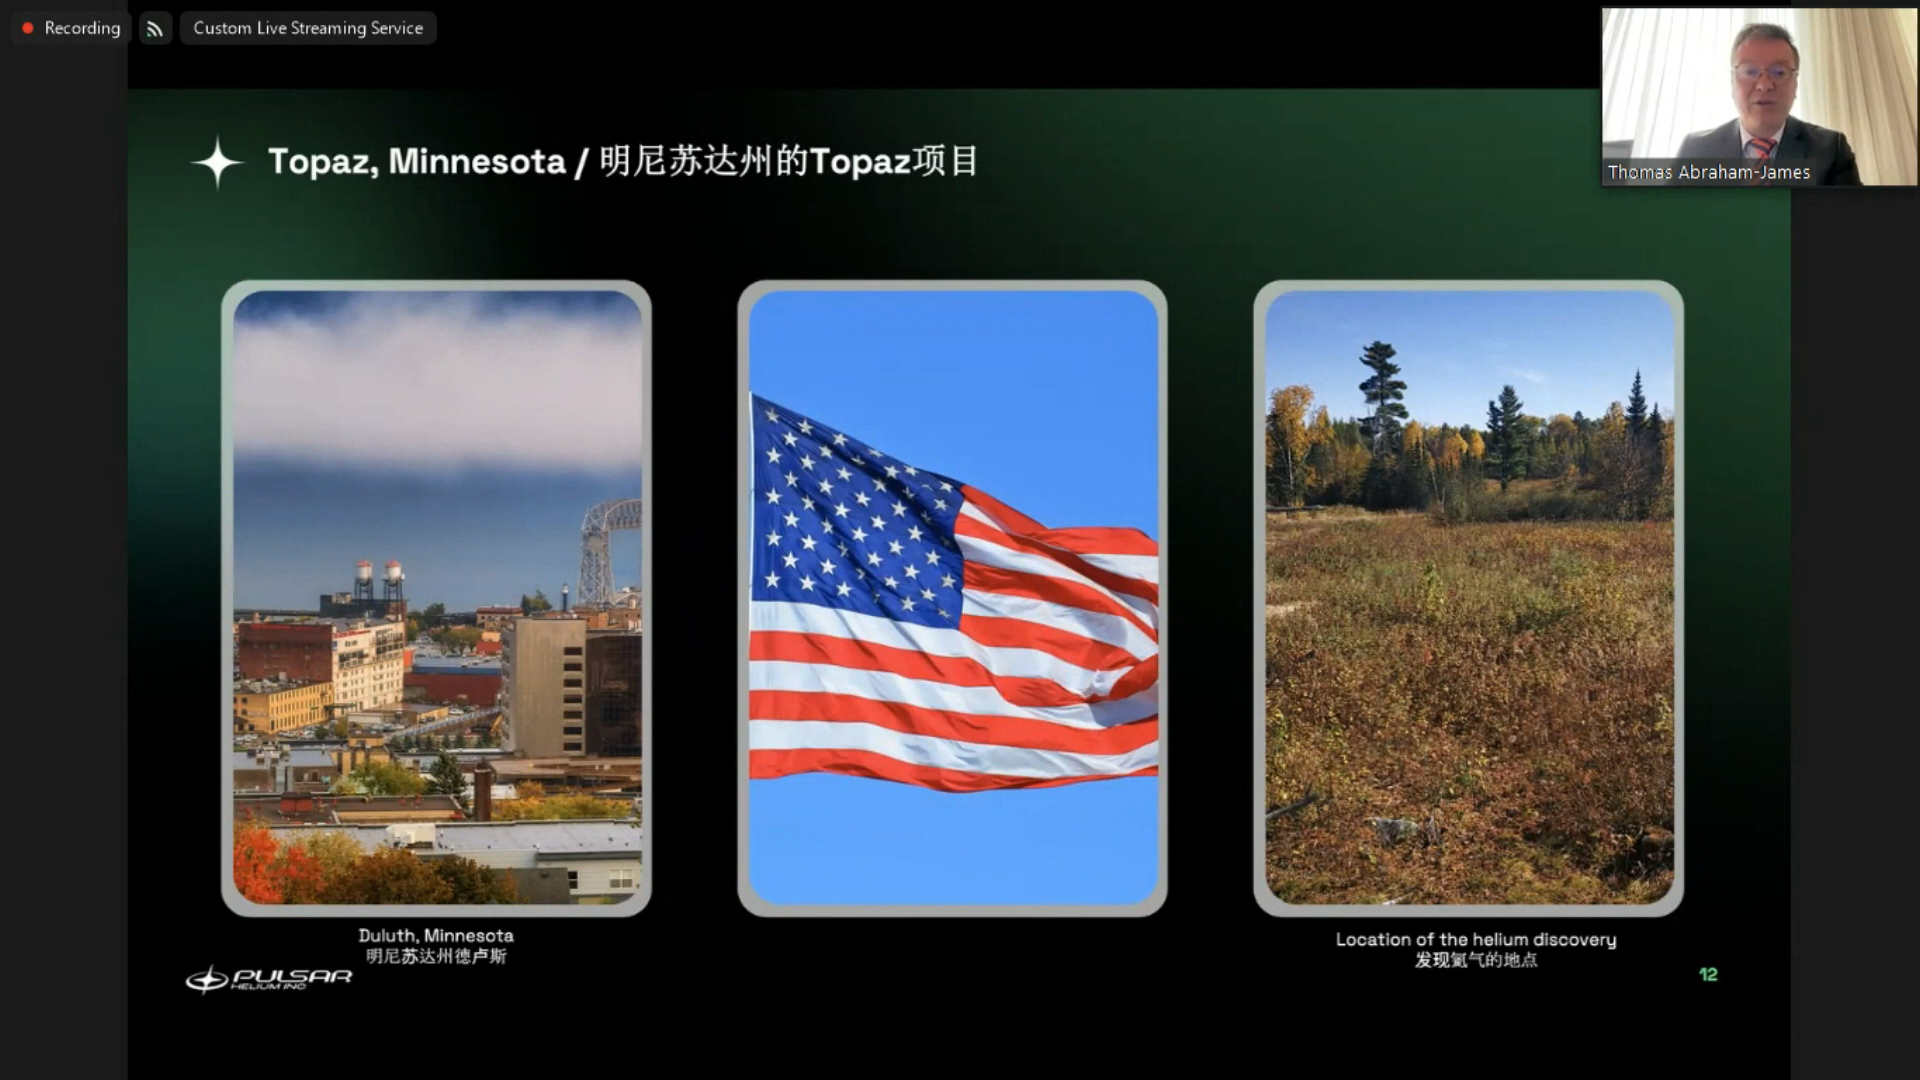 Recording
Custom Live Streaming Service
Thomas Abraham-James
Topaz, Minnesota / 明尼苏达州的Topaz项目
Duluth, Minnesota
明尼苏达州德卢斯
Location of the helium discovery
发现氦气的地点
PULSAR
HELIUM INC
12